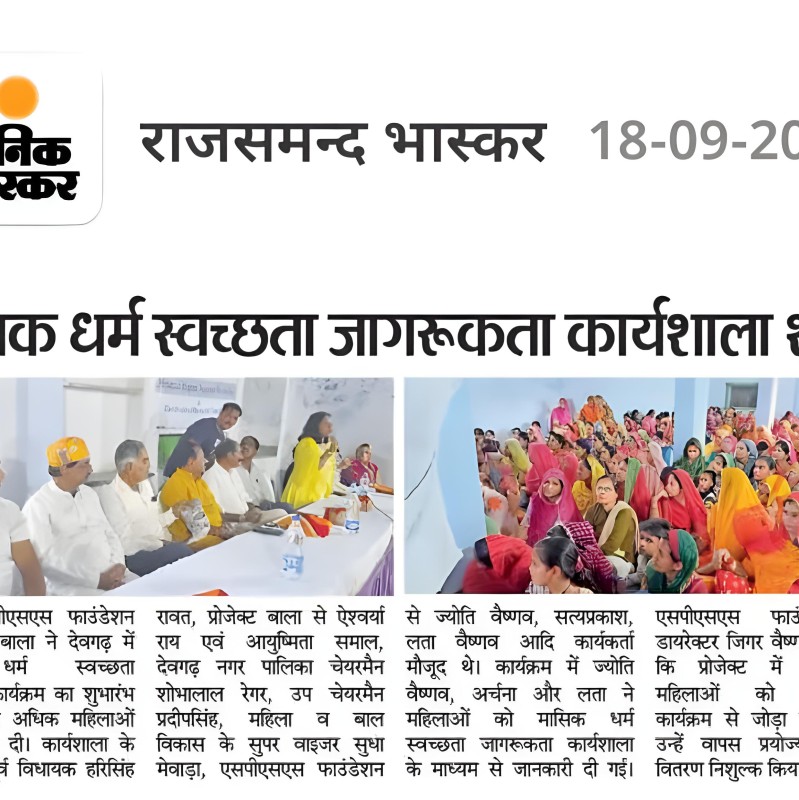 निक
स्कर
राजसमन्द भास्कर 18-09-20
क धर्म स्वच्छता जागरूकता कार्यशाला
फाउंडेशन
बाला ने देवगढ़ में
धर्म स्वच्छता
कार्यक्रम का शुभारंभ
अधिक महिलाओं
दी। कार्यशाला के
विधायक हरिसिंह
रावत, प्रोजेक्ट बाला से ऐश्वर्या
राय एवं आयुष्मिता समाल,
देवगढ़ नगर पालिका चेयरमैन
शोभालाल रेगर, उप चेयरमैन
प्रदीपसिंह, महिला व बाल
विकास के सुपर वाइजर सुधा
मेवाड़ा, एसपीएसएस फाउंडेशन
से ज्योति वैष्णव, सत्यप्रकाश,
लता वैष्णव आदि कार्यकर्ता
मौजूद थे। कार्यक्रम में ज्योति
वैष्णव, अर्चना और लता ने
महिलाओं को मासिक धर्म
स्वच्छता जागरूकता कार्यशाला
के माध्यम से जानकारी दी गई।
एसपीएसएस फाउं
डायरेक्टर जिगर वैष्ण
कि प्रोजेक्ट में
महिलाओं को
कार्यक्रम से जोड़ा
उन्हें वापस प्रयोज्य
वितरण निशुल्क किया